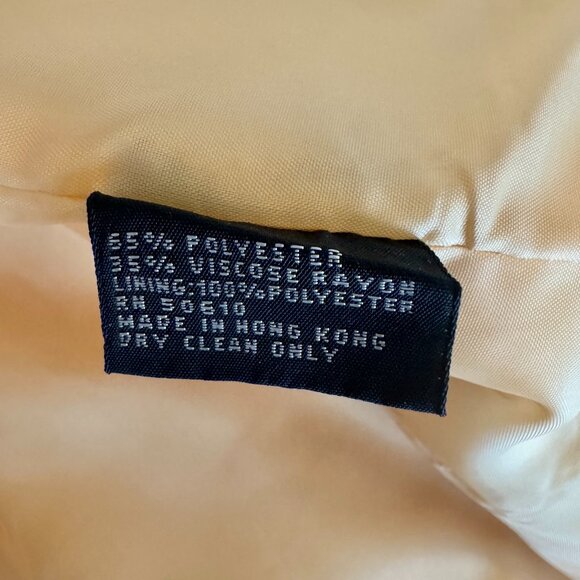 65% POLYESTER
35% VISCOSE RAYON
LINING:100%POLYESTER
RN 50610
MADE IN HONG KONG
DRY CLEAN ONLY